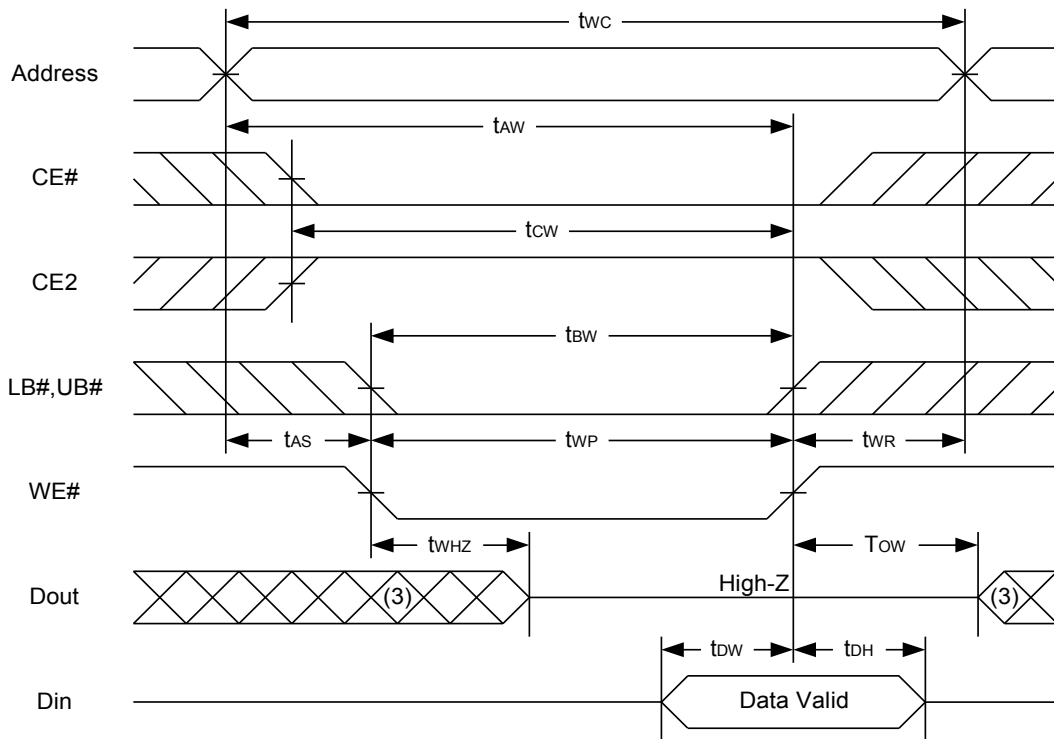 tWC
Address
tAW
CE#
tCW
CE2
tBW
LB#,UB#
tAS tWP tWR
WE#
tWHZ TOW
Dout (3) High-Z (3)
tDW tDH
Din Data Valid